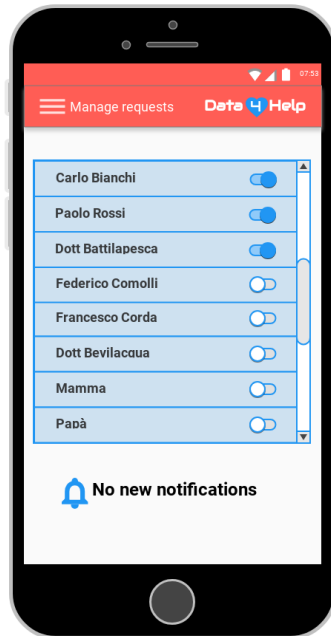 07:53
Manage requests
Data 4 Help
Carlo Bianchi
Paolo Rossi
Dott Battilapesca
Federico Comolli
Francesco Corda
Dott Bevilacqua
Mamma
Papà
No new notifications